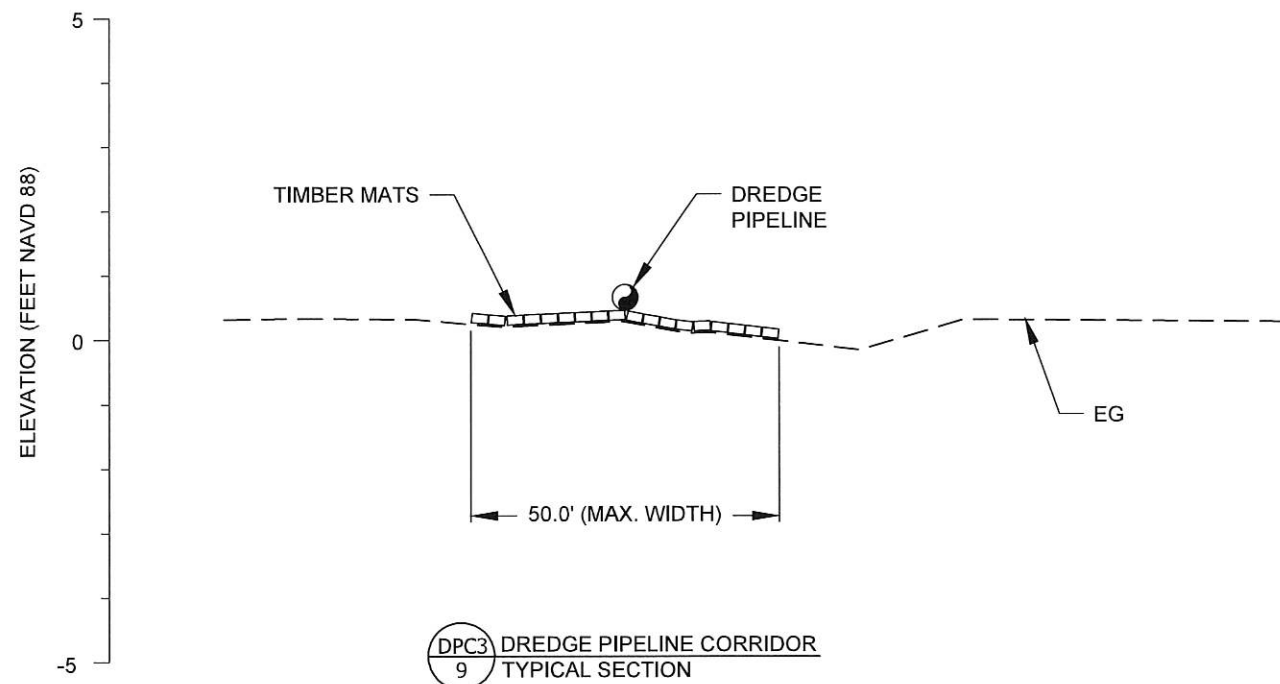 5
ELEVATION (FEET NAVD 88)
TIMBER MATS
DREDGE
PIPELINE
0
EG
50.0' (MAX. WIDTH)
-5
DPC3
9
DREDGE PIPELINE CORRIDOR
TYPICAL SECTION